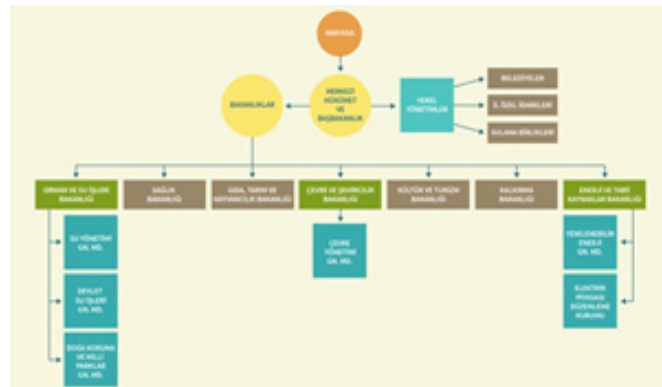 ANAYASA
BAKANLIKLAR
MERKEZİ
HÜKÜMET
VE
BAŞBAKANLIK
YEREL
YÖNETİMLER
BELEDİYELER
İL ÖZEL İDARELERİ
SULAMA BİRLİKLERİ
ORMAN VE SU İŞLERİ
BAKANLIĞI
SAĞLIK
BAKANLIĞI
GIDA, TARIM VE
HAYVANCILIK BAKANLIĞI
ÇEVRE VE ŞEHİRCİLİK
BAKANLIĞI
KÜLTÜR VE TURİZM
BAKANLIĞI
KALKINMA
BAKANLIĞI
ENERJİ VE TABİİ
KAYNAKLAR BAKANLIĞI
SU YÖNETİMİ
GN. MD.
DEVLET
SU İŞLERİ
GN. MD.
DOĞA KORUMA
VE MİLLİ
PARKLAR
GN. MD.
ÇEVRE
YÖNETİMİ
GN. MD.
YENİLENEBİLİR
ENERJİ
GN. MD.
ELEKTRİK
PİYASASI
DÜZENLEME
KURUMU